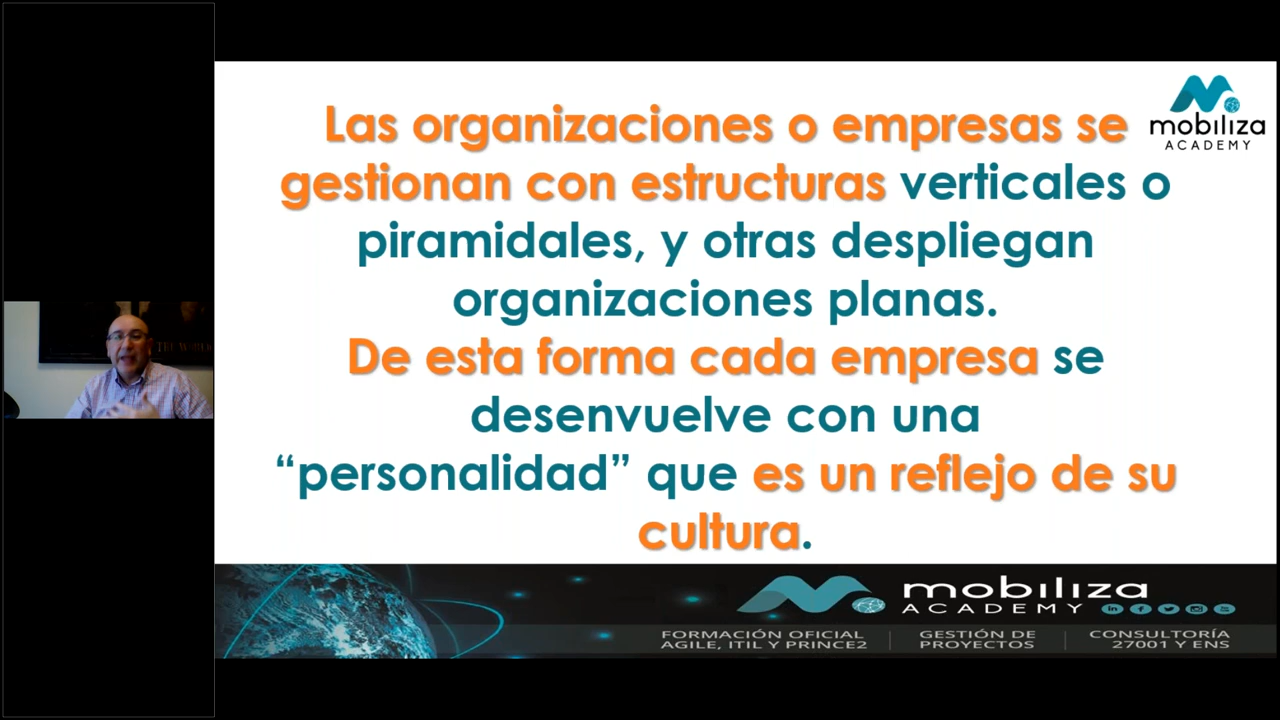 mobiliza
ACADEMY
Las organizaciones o empresas se
gestionan con estructuras verticales o
piramidales, y otras despliegan
organizaciones planas.
De esta forma cada empresa se
desenvuelve con una
“personalidad” que es un reflejo de su
cultura.
mobiliza
ACADEMY
FORMACIÓN OFICIAL
AGILE, ITIL Y PRINCE2
GESTIÓN DE
PROYECTOS
CONSULTORÍA
27001 Y ENS